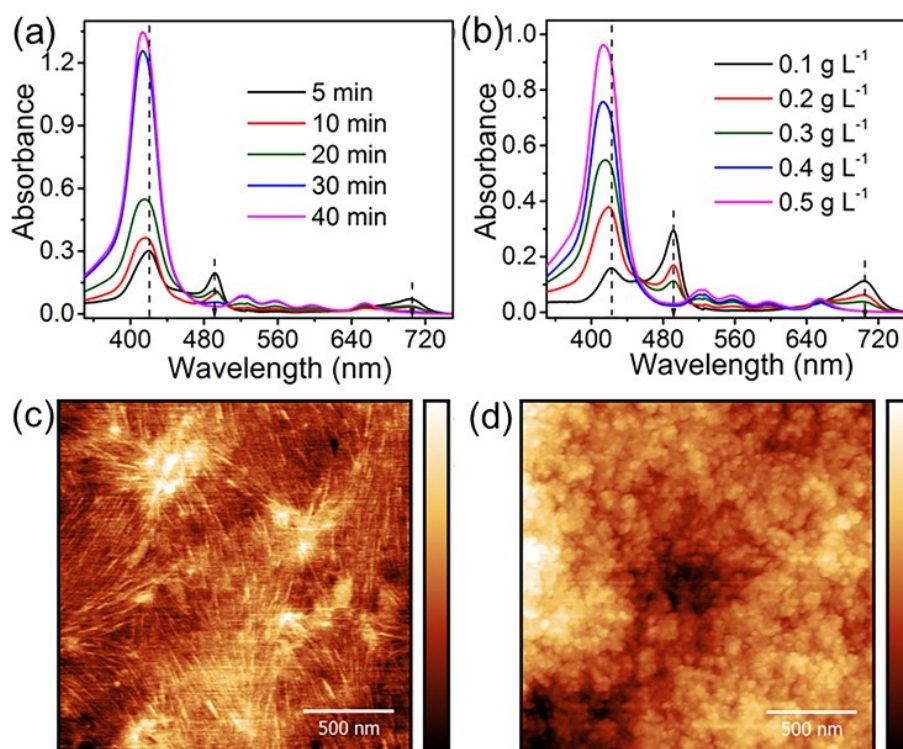 (a)
Absorbance
1.2
0.9
0.6
0.3
0.0
5 min
10 min
20 min
30 min
40 min
400 480 560 640 720
Wavelength (nm)
(b)
Absorbance
1.0
0.8
0.6
0.4
0.2
0.0
0.1 g L⁻¹
0.2 g L⁻¹
0.3 g L⁻¹
0.4 g L⁻¹
0.5 g L⁻¹
400 480 560 640 720
Wavelength (nm)
(c)
500 nm
(d)
500 nm